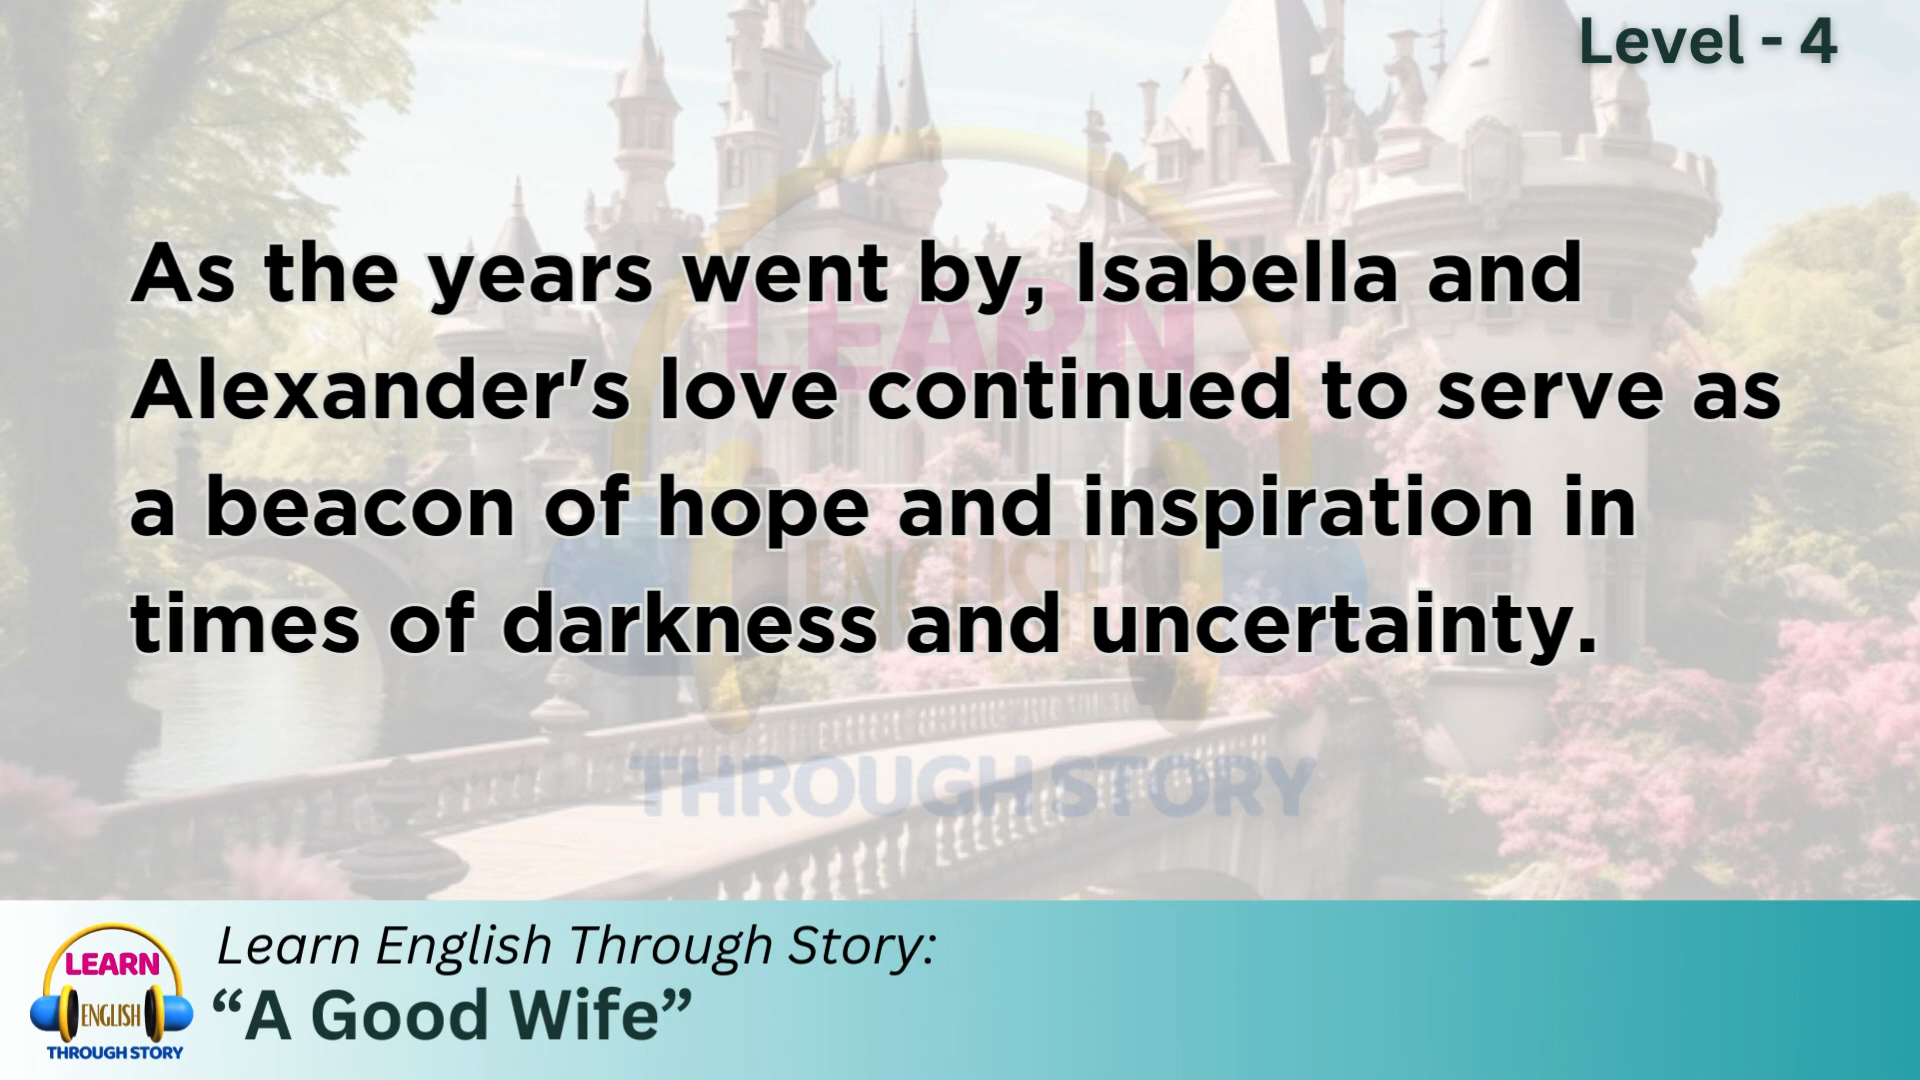 Level - 4
As the years went by, Isabella and
Alexander's love continued to serve as
a beacon of hope and inspiration in
times of darkness and uncertainty.
LEARN
ENGLISH
THROUGH STORY
Learn English Through Story:
“A Good Wife”
LEARN
ENGLISH
THROUGH STORY